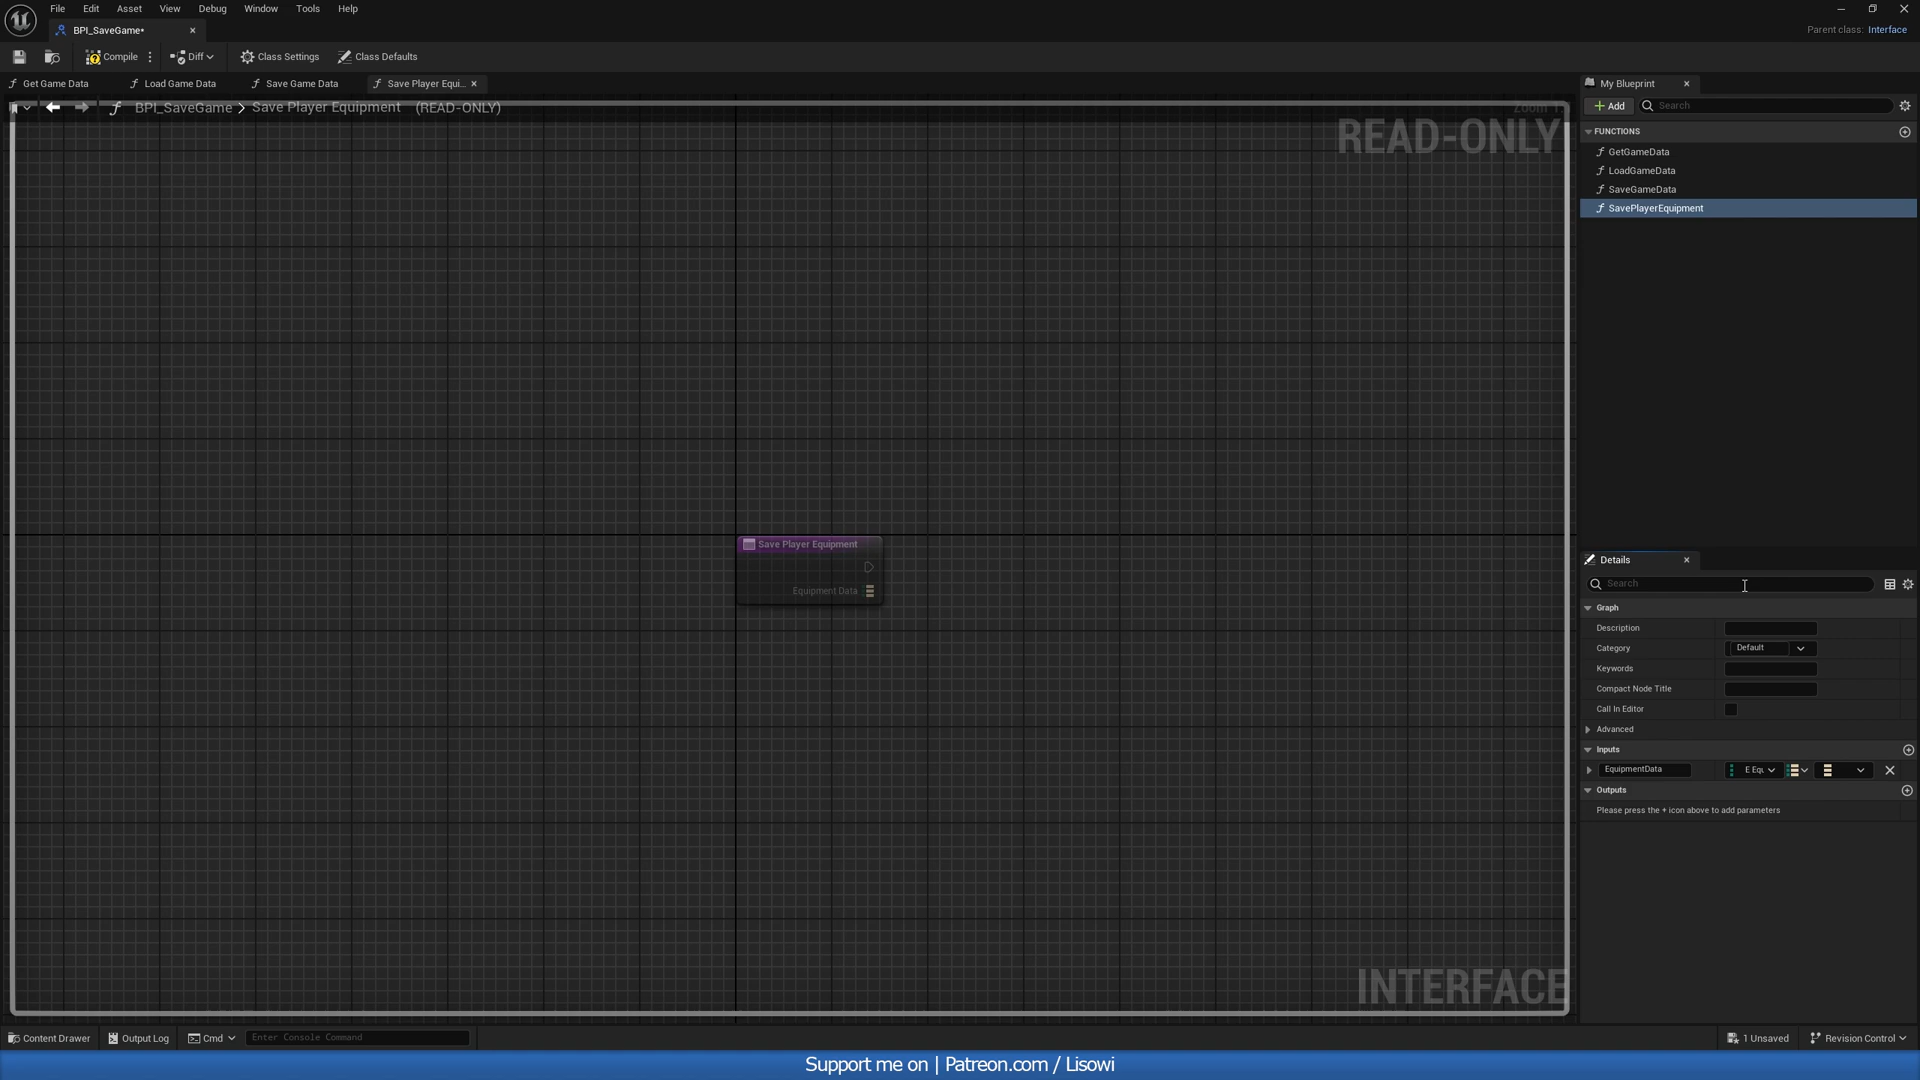 File Edit Asset View Debug Window Tools Help
BPI_SaveGame*
Parent class: Interface
Compile Diff Class Settings Class Defaults
Get Game Data Load Game Data Save Game Data Save Player Equi...
BPI_SaveGame > Save Player Equipment (READ-ONLY)
READ-ONLY
Save Player Equipment
Equipment Data
INTERFACE
My Blueprint
+ Add Search
FUNCTIONS
GetGameData
LoadGameData
SaveGameData
SavePlayerEquipment
Details
Search
Graph
Description
Category Default
Keywords
Compact Node Title
Call In Editor
Advanced
Inputs
EquipmentData E Equ
Outputs
Please press the + icon above to add parameters
Content Drawer Output Log Cmd Enter Console Command
1 Unsaved Revision Control
Support me on | Patreon.com / Lisowi